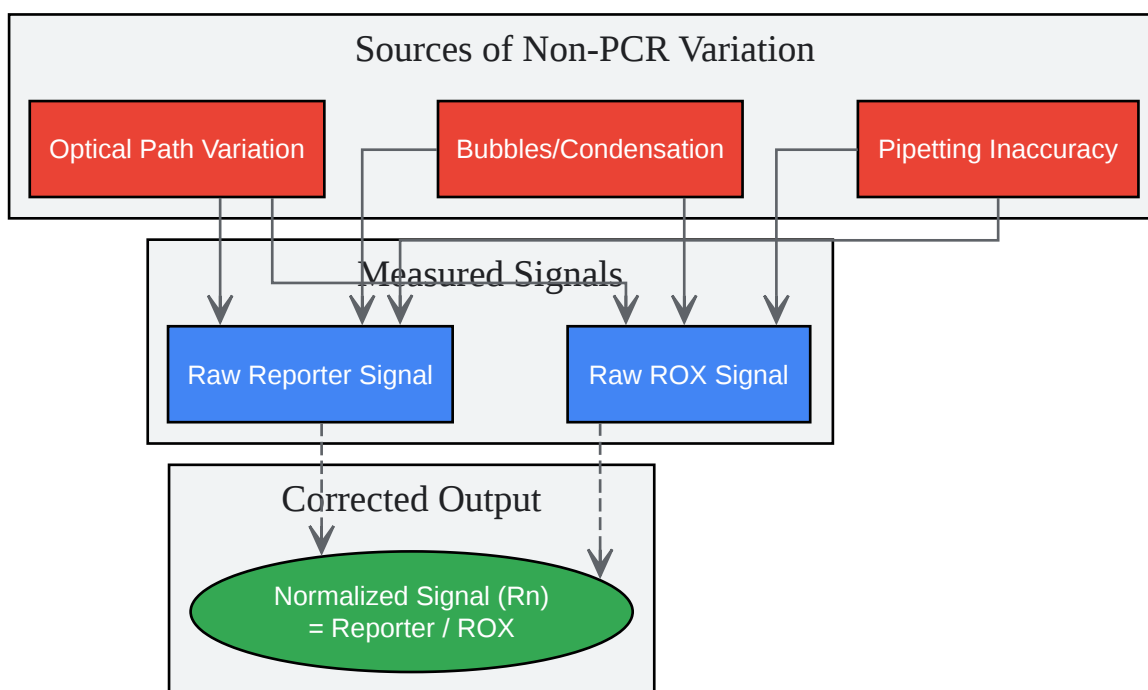 Sources of Non-PCR Variation
Optical Path Variation
Bubbles/Condensation
Pipetting Inaccuracy
Measured Signals
Raw Reporter Signal
Raw ROX Signal
Corrected Output
Normalized Signal (Rn)
= Reporter / ROX